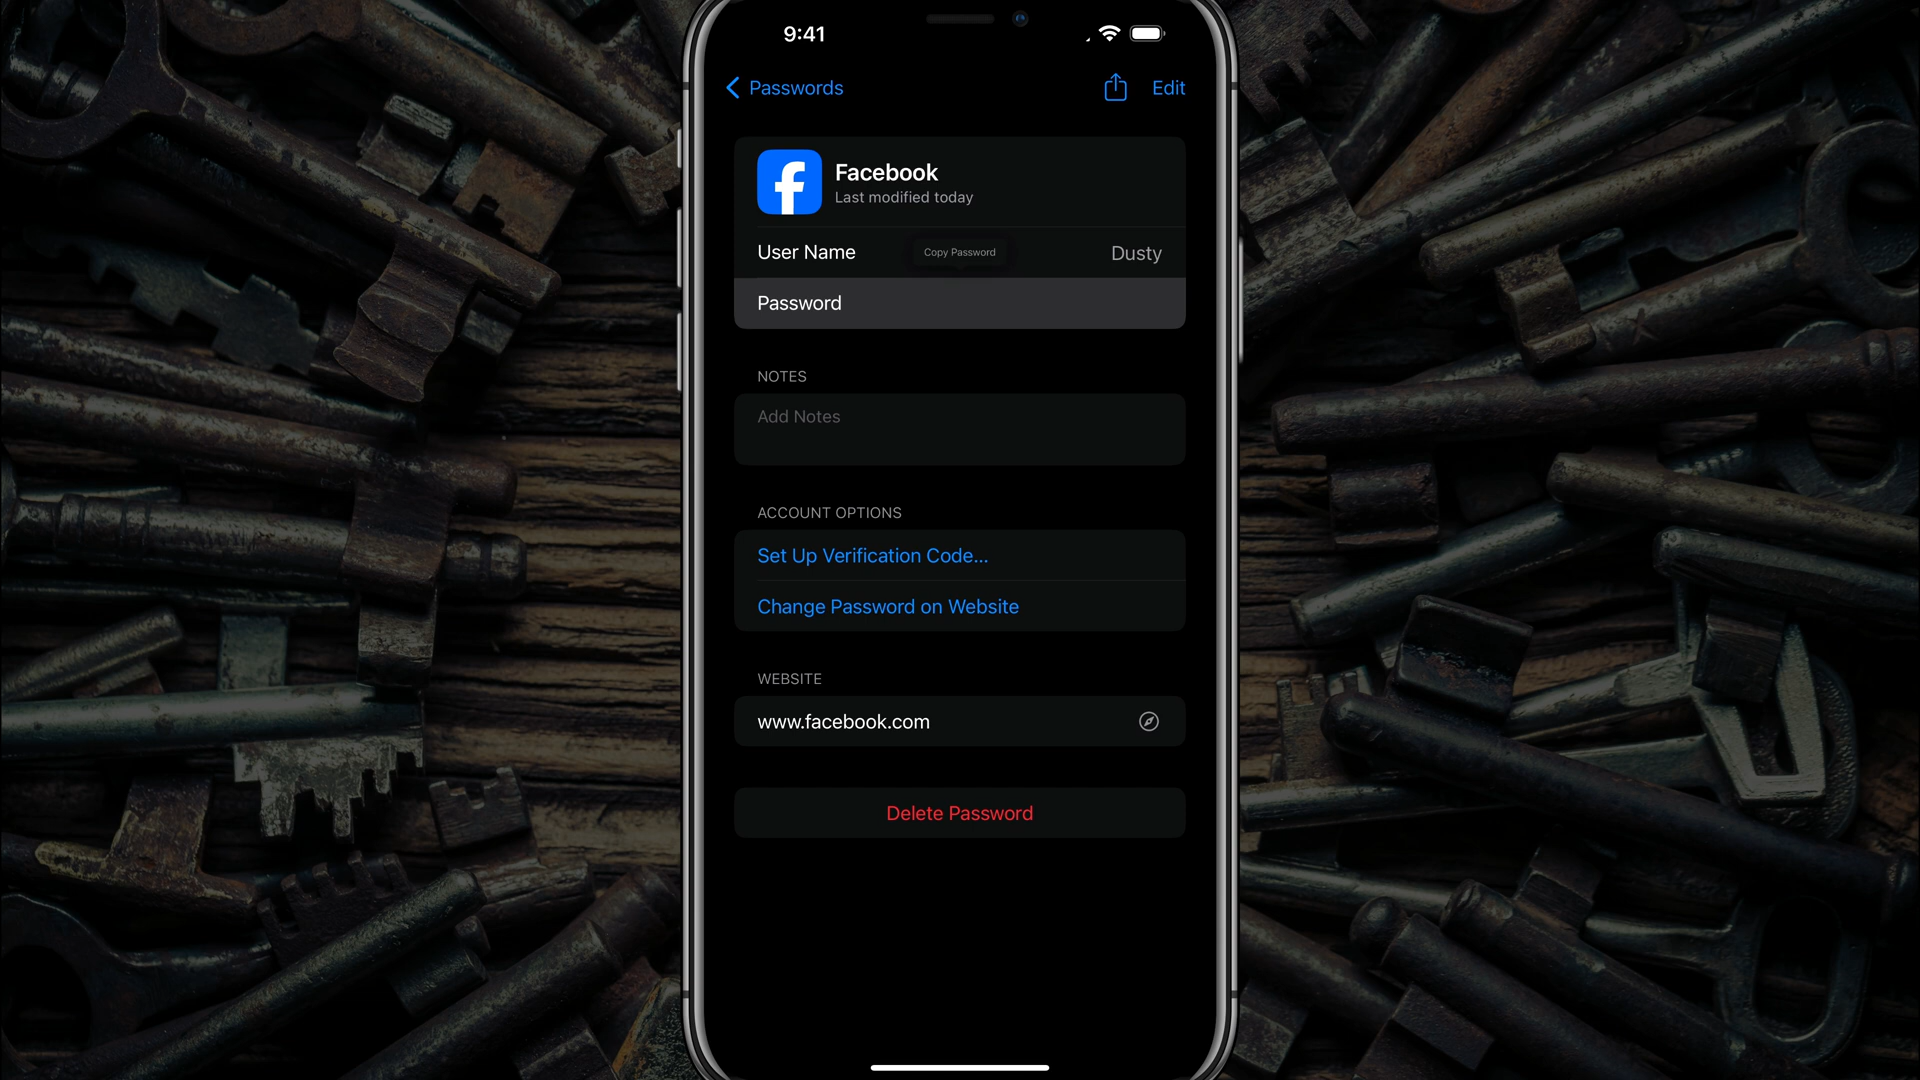 9:41
Passwords
Edit
Facebook
Last modified today
User Name
Copy Password
Dusty
Password
NOTES
Add Notes
ACCOUNT OPTIONS
Set Up Verification Code...
Change Password on Website
WEBSITE
www.facebook.com
Delete Password